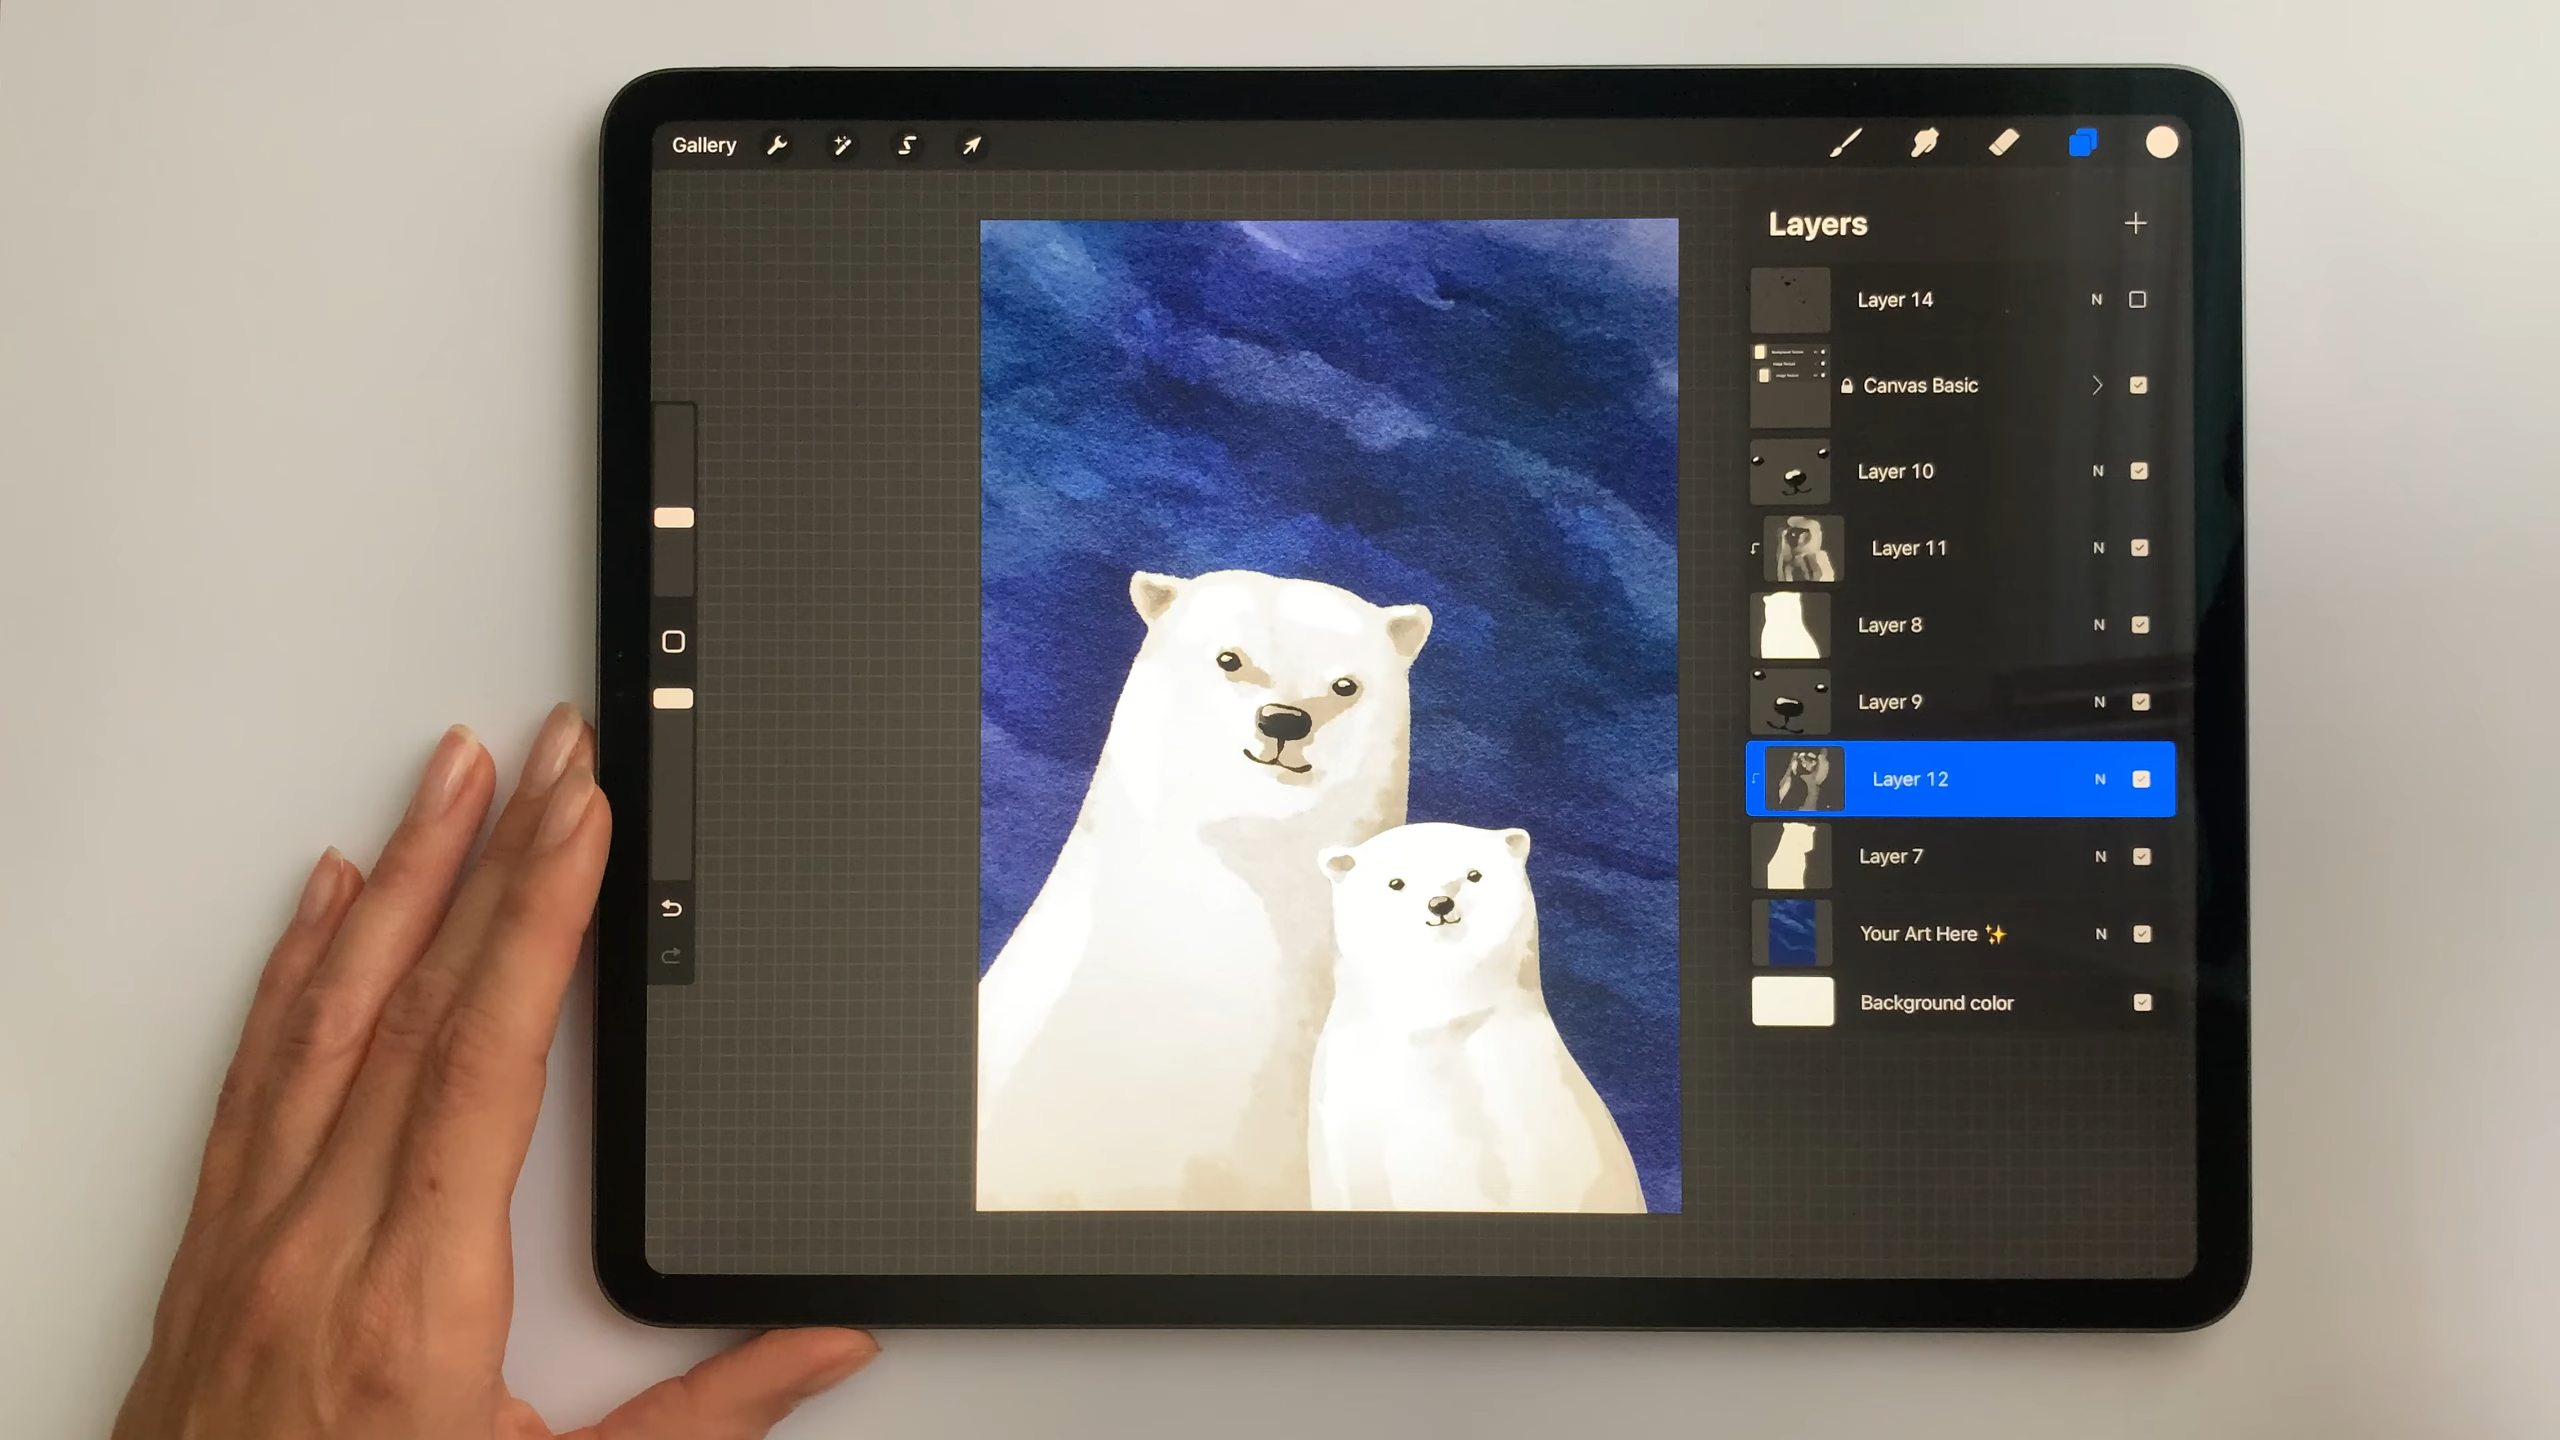 Gallery
Layers
Layer 14 N
Canvas Basic
Layer 10 N
Layer 11 N
Layer 8 N
Layer 9 N
Layer 12 N
Layer 7 N
Your Art Here ✨ N
Background color